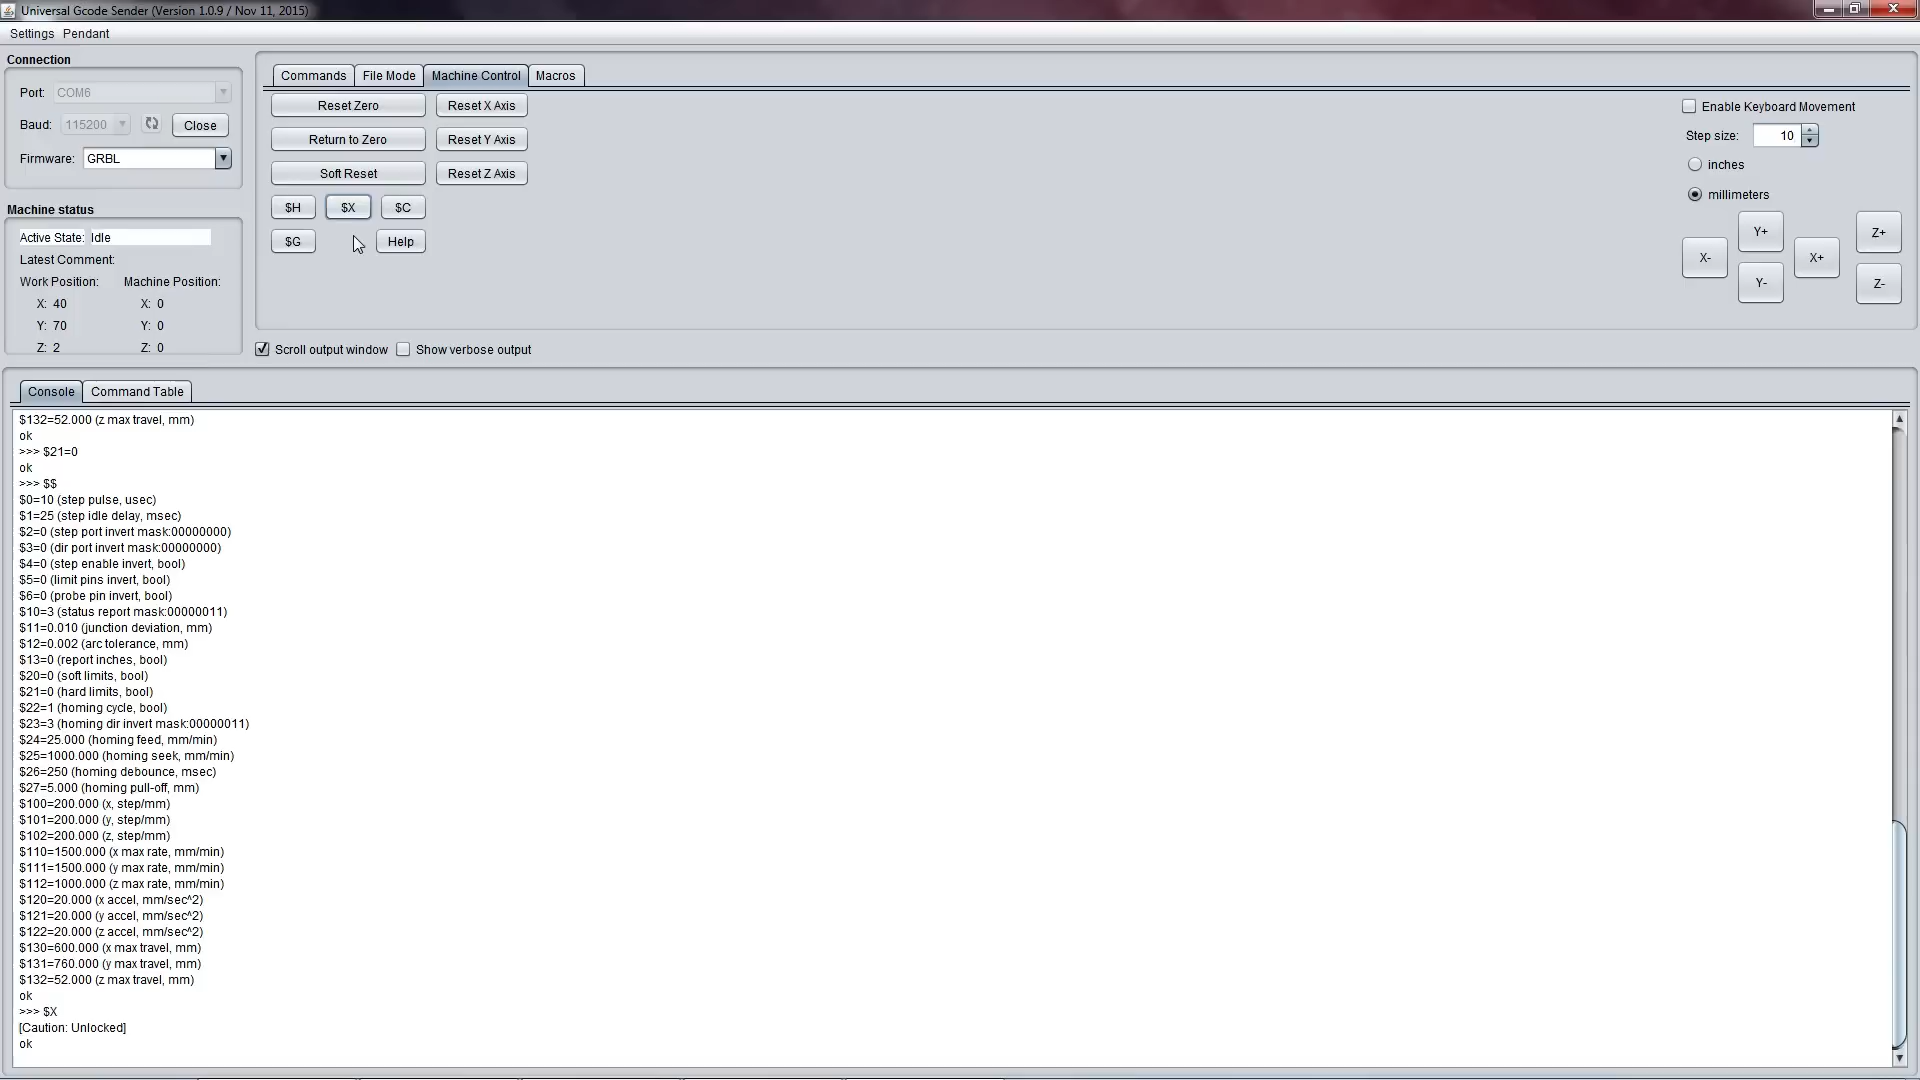 Universal Gcode Sender (Version 1.0.9 / Nov 11, 2015)
Settings Pendant
Connection
Port: COM6
Baud: 115200 Close
Firmware: GRBL
Machine status
Active State: Idle
Latest Comment:
Work Position: Machine Position:
X: 40 X: 0
Y: 70 Y: 0
Z: 2 Z: 0
Commands File Mode Machine Control Macros
Reset Zero Reset X Axis
Return to Zero Reset Y Axis
Soft Reset Reset Z Axis
$H $X $C
$G Help
Enable Keyboard Movement
Step size: 10
inches
millimeters
Y+ Z+
X- X+
Y- Z-
Scroll output window Show verbose output
Console Command Table
$132=52.000 (z max travel, mm)
ok
>>> $21=0
ok
>>> $$
$0=10 (step pulse, usec)
$1=25 (step idle delay, msec)
$2=0 (step port invert mask:00000000)
$3=0 (dir port invert mask:00000000)
$4=0 (step enable invert, bool)
$5=0 (limit pins invert, bool)
$6=0 (probe pin invert, bool)
$10=3 (status report mask:00000011)
$11=0.010 (junction deviation, mm)
$12=0.002 (arc tolerance, mm)
$13=0 (report inches, bool)
$20=0 (soft limits, bool)
$21=0 (hard limits, bool)
$22=1 (homing cycle, bool)
$23=3 (homing dir invert mask:00000011)
$24=25.000 (homing feed, mm/min)
$25=1000.000 (homing seek, mm/min)
$26=250 (homing debounce, msec)
$27=5.000 (homing pull-off, mm)
$100=200.000 (x, step/mm)
$101=200.000 (y, step/mm)
$102=200.000 (z, step/mm)
$110=1500.000 (x max rate, mm/min)
$111=1500.000 (y max rate, mm/min)
$112=1000.000 (z max rate, mm/min)
$120=20.000 (x accel, mm/sec^2)
$121=20.000 (y accel, mm/sec^2)
$122=20.000 (z accel, mm/sec^2)
$130=600.000 (x max travel, mm)
$131=760.000 (y max travel, mm)
$132=52.000 (z max travel, mm)
ok
>>> $X
[Caution: Unlocked]
ok